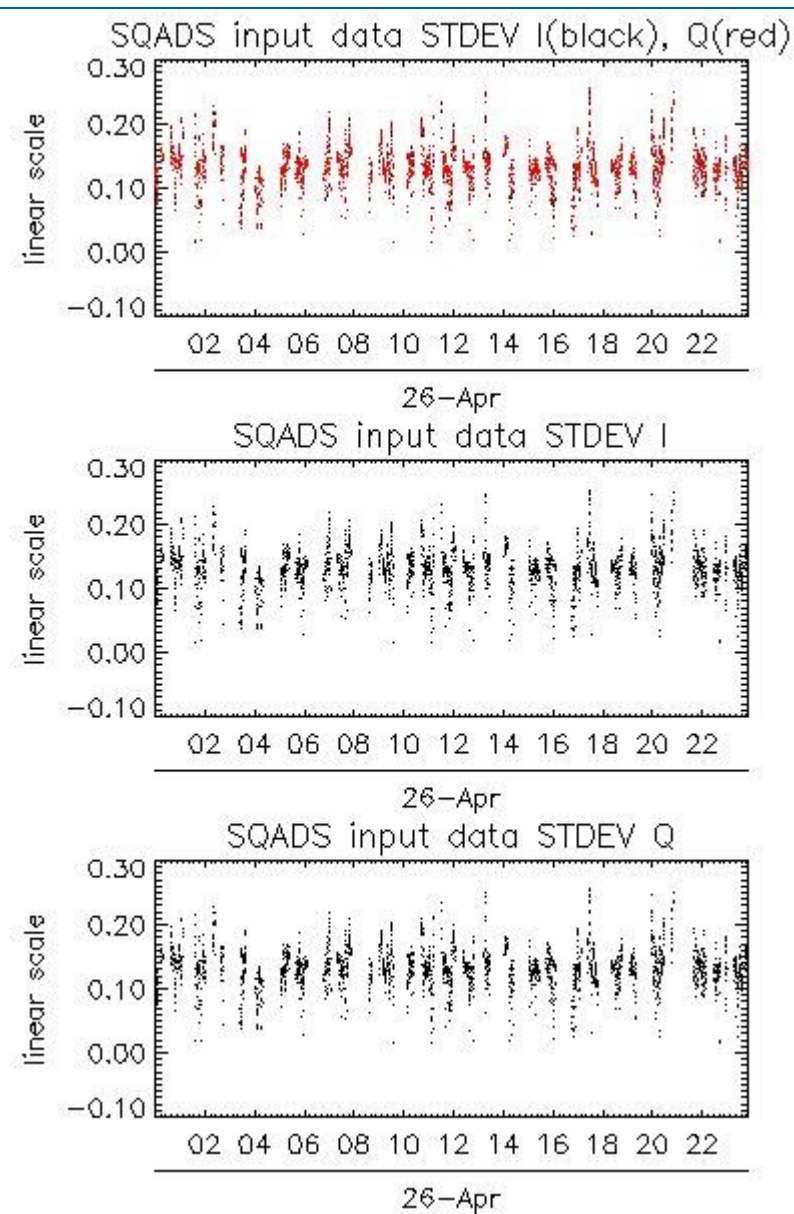 SQADS input data STDEV I(black), Q(red)
0.30
0.20
0.10
0.00
-0.10
linear scale
02 04 06 08 10 12 14 16 18 20 22
26-Apr
SQADS input data STDEV I
0.30
0.20
0.10
0.00
-0.10
linear scale
02 04 06 08 10 12 14 16 18 20 22
26-Apr
SQADS input data STDEV Q
0.30
0.20
0.10
0.00
-0.10
linear scale
02 04 06 08 10 12 14 16 18 20 22
26-Apr